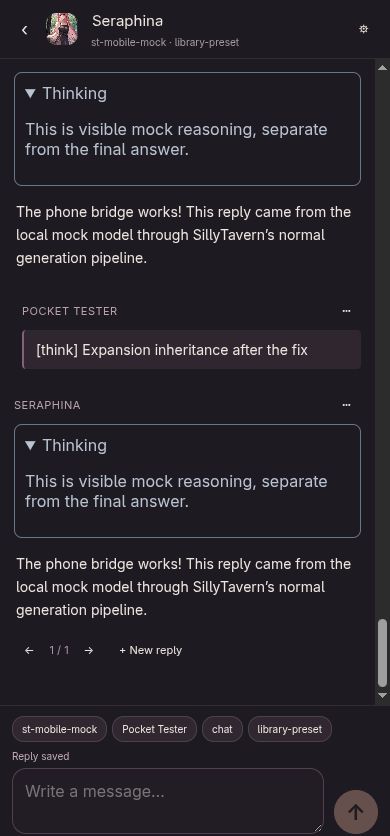 Seraphina
st-mobile-mock · library-preset
▼ Thinking
This is visible mock reasoning, separate
from the final answer.
The phone bridge works! This reply came from the
local mock model through SillyTavern’s normal
generation pipeline.
POCKET TESTER
[think] Expansion inheritance after the fix
SERAPHINA
▼ Thinking
This is visible mock reasoning, separate
from the final answer.
The phone bridge works! This reply came from the
local mock model through SillyTavern’s normal
generation pipeline.
← 1 / 1 → + New reply
st-mobile-mock Pocket Tester chat library-preset
Reply saved
Write a message...